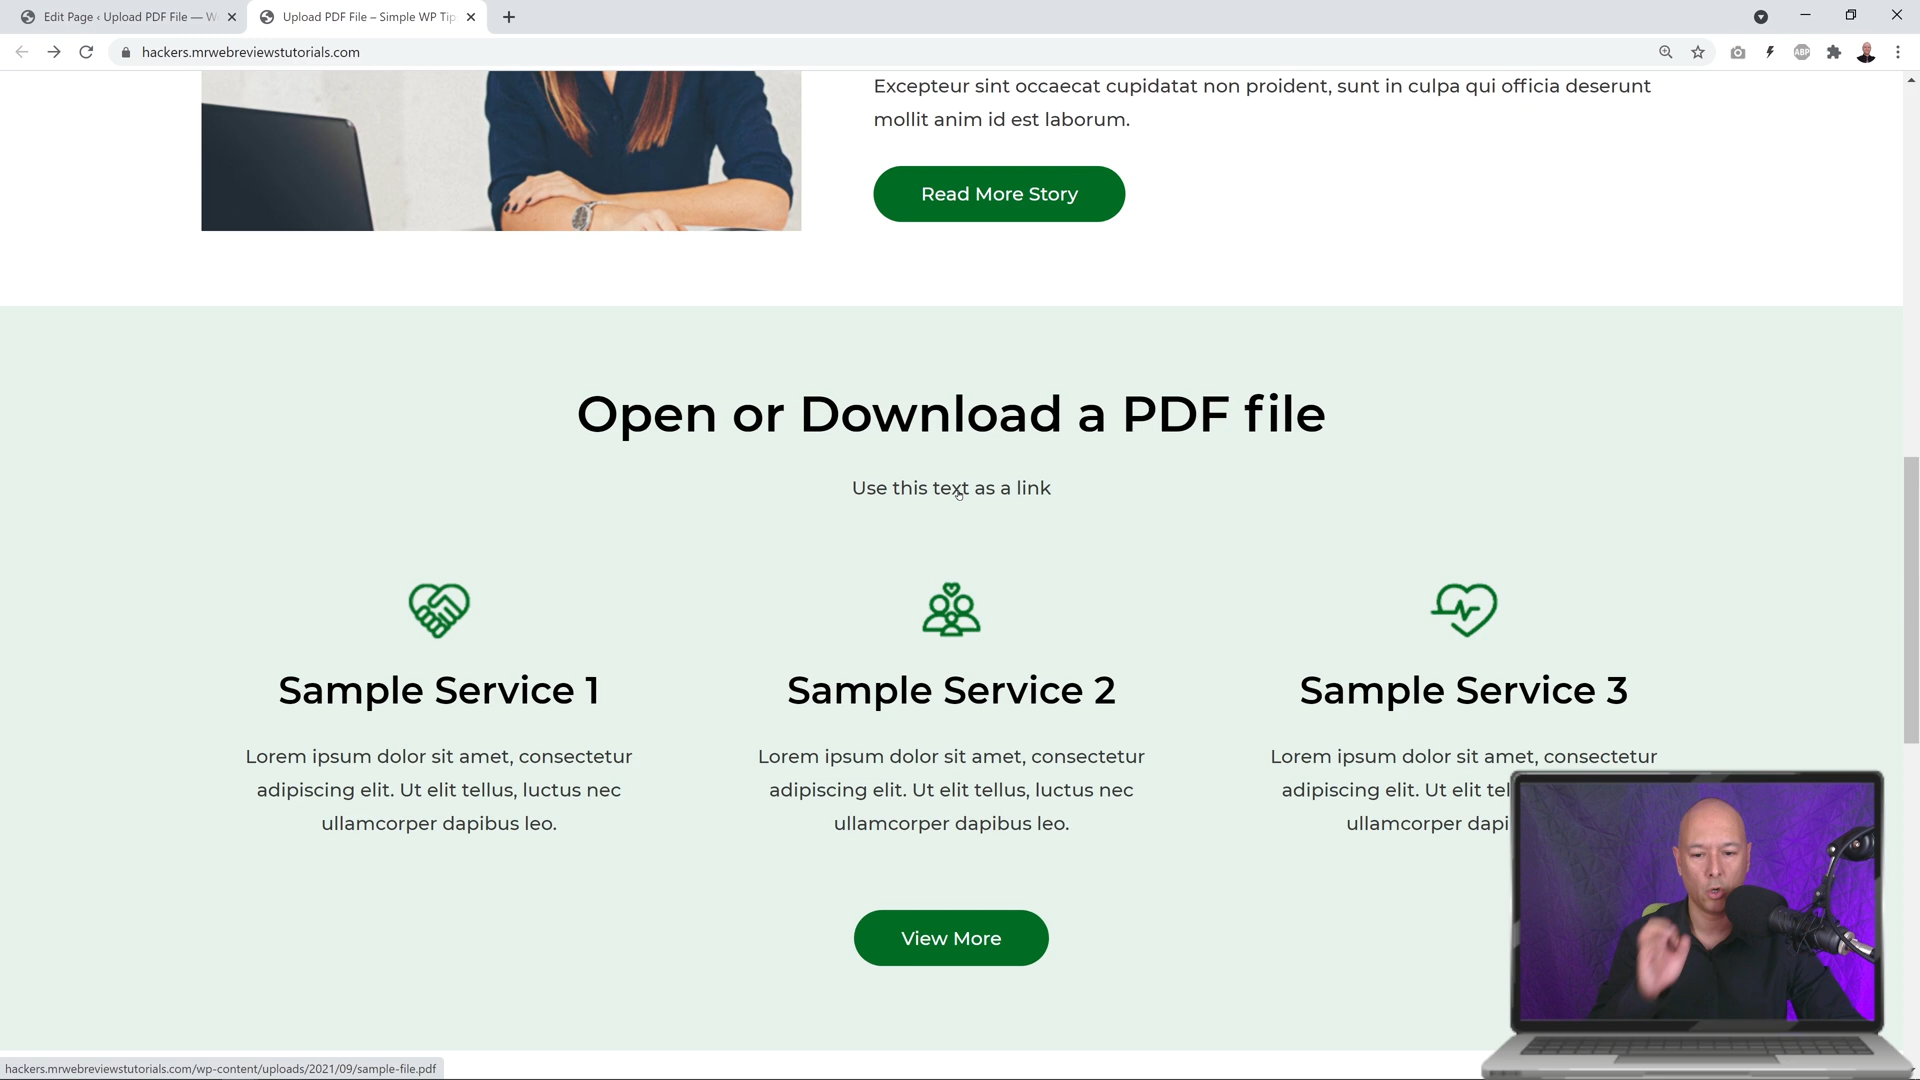 Edit Page ‹ Upload PDF File — W
Upload PDF File – Simple WP Tip
hackers.mrwebreviewstutorials.com
ABP
Excepteur sint occaecat cupidatat non proident, sunt in culpa qui officia deserunt
mollit anim id est laborum.
Read More Story
Open or Download a PDF file
Use this text as a link
Sample Service 1
Sample Service 2
Sample Service 3
Lorem ipsum dolor sit amet, consectetur
adipiscing elit. Ut elit tellus, luctus nec
ullamcorper dapibus leo.
Lorem ipsum dolor sit amet, consectetur
adipiscing elit. Ut elit tellus, luctus nec
ullamcorper dapibus leo.
Lorem ipsum dolor sit amet, consectetur
adipiscing elit. Ut elit tel
ullamcorper dapi
View More
hackers.mrwebreviewstutorials.com/wp-content/uploads/2021/09/sample-file.pdf